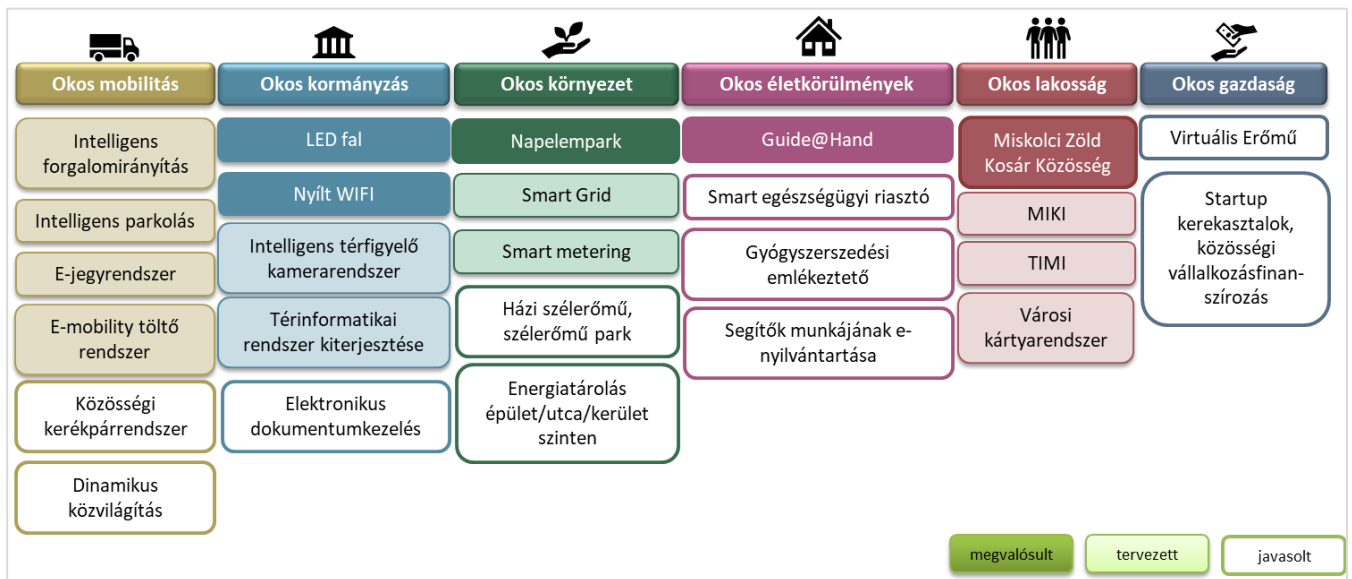 Okos mobilitás
Intelligens
forgalomirányítás
Intelligens parkolás
E-jegyrendszer
E-mobility töltő
rendszer
Közösségi
kerékpárrendszer
Dinamikus
közvilágítás
Okos kormányzás
LED fal
Nyílt WIFI
Intelligens térfigyelő
kamerarendszer
Térinformatikai
rendszer kiterjesztése
Elektronikus
dokumentumkezelés
Okos környezet
Napelempark
Smart Grid
Smart metering
Házi szélerőmű,
szélerőmű park
Energiatárolás
épület/utca/kerület
szinten
Okos életkörülmények
Guide@Hand
Smart egészségügyi riasztó
Gyógyszerszedési
emlékeztető
Segítők munkájának e-
nyilvántartása
Okos lakosság
Miskolci Zöld
Kosár Közösség
MIKI
TIMI
Városi
kártyarendszer
Okos gazdaság
Virtuális Erőmű
Startup
kerekasztalok,
közösségi
vállalkozásfinan-
szírozás
megvalósult
tervezett
javasolt